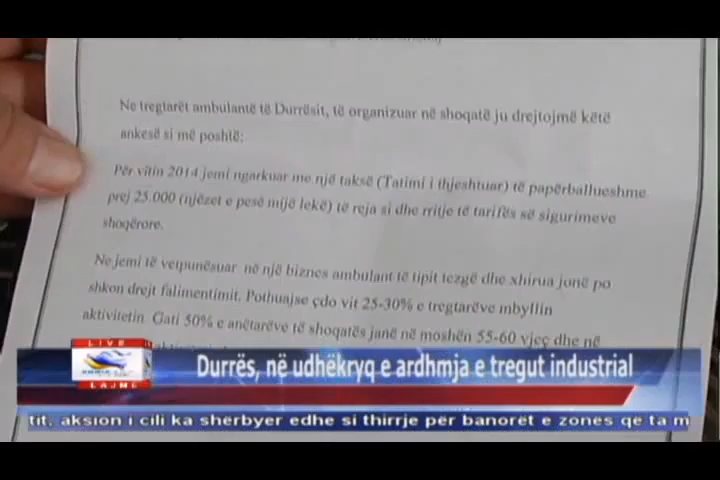 Ne tregtarët ambulantë të Durrësit, të organizuar në shoqatë ju drejtojmë këtë
ankesë si më poshtë:
Për vitin 2014 jemi ngarkuar me një taksë (Tatimi i thjeshtuar) të papërballueshme
prej 25.000 (njëzet e pesë mijë lekë) të reja si dhe rritje të tarifës së sigurimeve
shoqërore.
Ne jemi të vetpunësuar në një biznes ambulant të tipit tezgë dhe xhirua jonë po
shkon drejt falimentimit. Pothuajse çdo vit 25-30% e tregtarëve mbyllin
aktivitetin. Gati 50% e anëtarëve të shoqatës janë në moshën 55-60 vjeç dhe në
LIVE
LAJME
Durrës, në udhëkryq e ardhmja e tregut industrial
tit, aksion i cili ka shërbyer edhe si thirrje për banorët e zonës që ta m